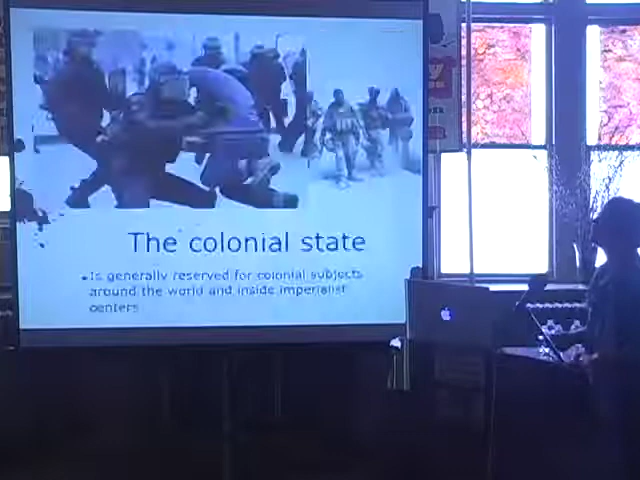 The colonial state
Is generally reserved for colonial subjects
around the world and inside imperialist
centers